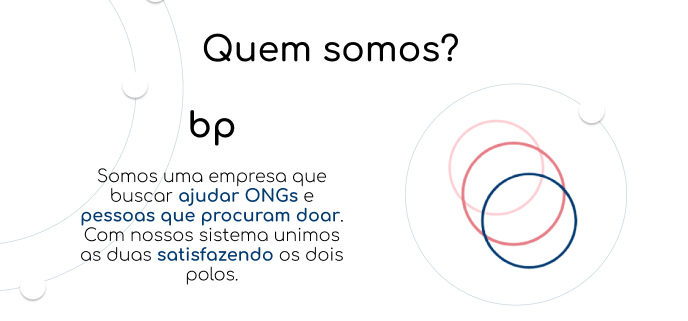 Quem somos?
bp
Somos uma empresa que
buscar ajudar ONGs e
pessoas que procuram doar.
Com nossos sistema unimos
as duas satisfazendo os dois
polos.